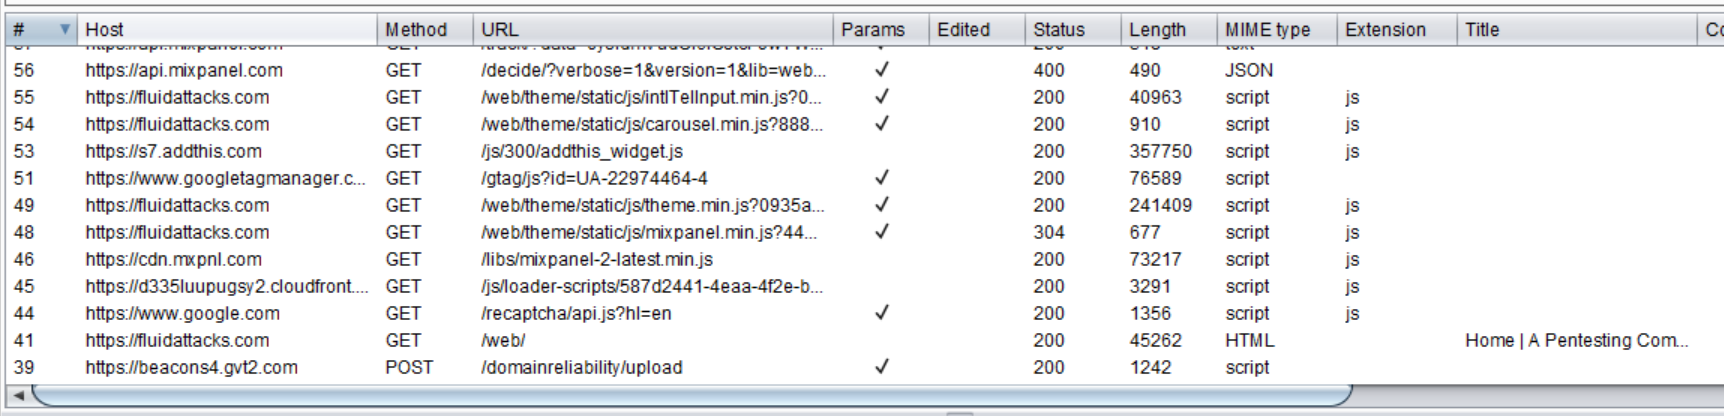 # Host Method URL Params Edited Status Length MIME type Extension Title
56 https://api.mixpanel.com GET /decide/?verbose=1&version=1&lib=web... ✓ 400 490 JSON
55 https://fluidattacks.com GET /web/theme/static/js/intlTelInput.min.js?0... ✓ 200 40963 script js
54 https://fluidattacks.com GET /web/theme/static/js/carousel.min.js?888... ✓ 200 910 script js
53 https://s7.addthis.com GET /js/300/addthis_widget.js 200 357750 script js
51 https://www.googletagmanager.c... GET /gtag/js?id=UA-22974464-4 ✓ 200 76589 script
49 https://fluidattacks.com GET /web/theme/static/js/theme.min.js?0935a... ✓ 200 241409 script js
48 https://fluidattacks.com GET /web/theme/static/js/mixpanel.min.js?44... ✓ 304 677 script js
46 https://cdn.mxpnl.com GET /libs/mixpanel-2-latest.min.js 200 73217 script js
45 https://d335luupugsy2.cloudfront.... GET /js/loader-scripts/587d2441-4eaa-4f2e-b... 200 3291 script js
44 https://www.google.com GET /recaptcha/api.js?hl=en ✓ 200 1356 script js
41 https://fluidattacks.com GET /web/ 200 45262 HTML Home | A Pentesting Com...
39 https://beacons4.gvt2.com POST /domainreliability/upload ✓ 200 1242 script